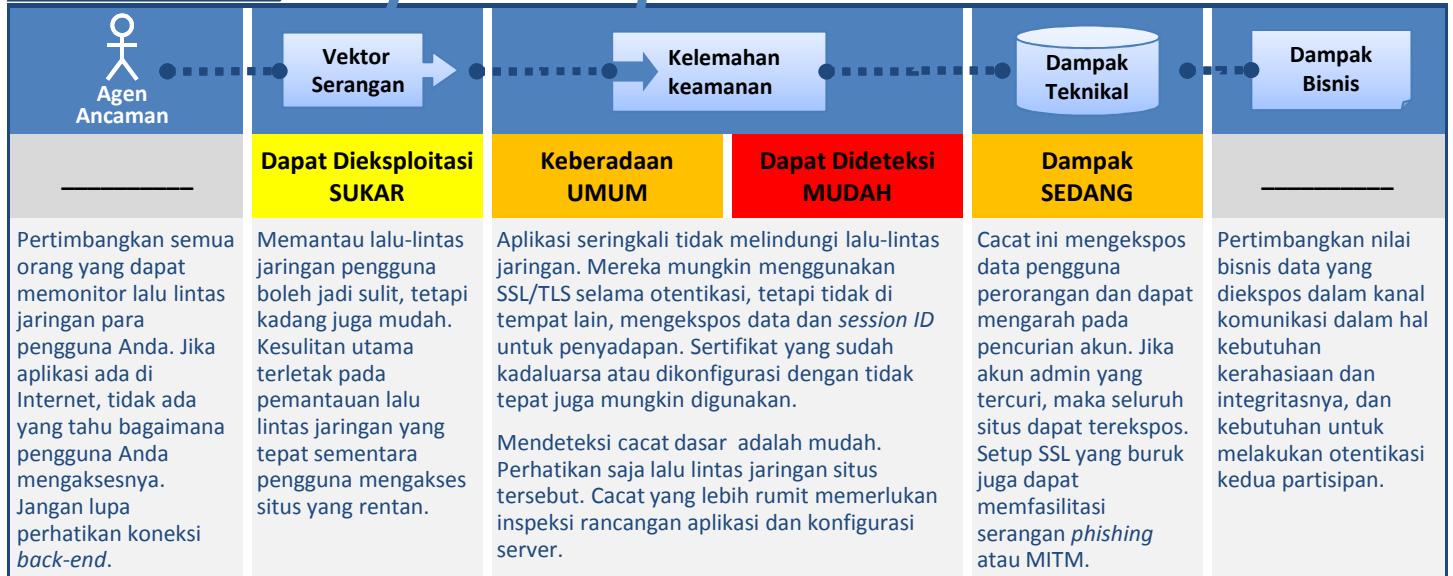 Agen
Ancaman
Vektor
Serangan
Kelemahan
keamanan
Dampak
Teknikal
Dampak
Bisnis
__________
Dapat Dieksploitasi
SUKAR
Keberadaan
UMUM
Dapat Dideteksi
MUDAH
Dampak
SEDANG
__________
Pertimbangkan semua
orang yang dapat
memonitor lalu lintas
jaringan para
pengguna Anda. Jika
aplikasi ada di
Internet, tidak ada
yang tahu bagaimana
pengguna Anda
mengaksesnya.
Jangan lupa
perhatikan koneksi
back-end.
Memantau lalu-lintas
jaringan pengguna
boleh jadi sulit, tetapi
kadang juga mudah.
Kesulitan utama
terletak pada
pemantauan lalu
lintas jaringan yang
tepat sementara
pengguna mengakses
situs yang rentan.
Aplikasi seringkali tidak melindungi lalu-lintas
jaringan. Mereka mungkin menggunakan
SSL/TLS selama otentikasi, tetapi tidak di
tempat lain, mengekspos data dan session ID
untuk penyadapan. Sertifikat yang sudah
kadaluarsa atau dikonfigurasi dengan tidak
tepat juga mungkin digunakan.
Mendeteksi cacat dasar adalah mudah.
Perhatikan saja lalu lintas jaringan situs
tersebut. Cacat yang lebih rumit memerlukan
inspeksi rancangan aplikasi dan konfigurasi
server.
Cacat ini mengekspos
data pengguna
perorangan dan dapat
mengarah pada
pencurian akun. Jika
akun admin yang
tercuri, maka seluruh
situs dapat terekspos.
Setup SSL yang buruk
juga dapat
memfasilitasi
serangan phishing
atau MITM.
Pertimbangkan nilai
bisnis data yang
diekspos dalam kanal
komunikasi dalam hal
kebutuhan
kerahasiaan dan
integritasnya, dan
kebutuhan untuk
melakukan otentikasi
kedua partisipan.